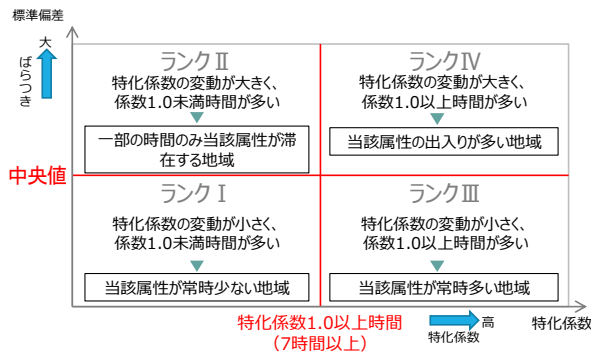 標準偏差
大
ばらつき
ランクⅡ
特化係数の変動が大きく、
係数1.0未満時間が多い
一部の時間のみ当該属性が滞
在する地域
ランクⅣ
特化係数の変動が大きく、
係数1.0以上時間が多い
当該属性の出入りが多い地域
中央値
ランクⅠ
特化係数の変動が小さく、
係数1.0未満時間が多い
当該属性が常時少ない地域
ランクⅢ
特化係数の変動が小さく、
係数1.0以上時間が多い
当該属性が常時多い地域
特化係数1.0以上時間
（7時間以上）
高
特化係数
特化係数